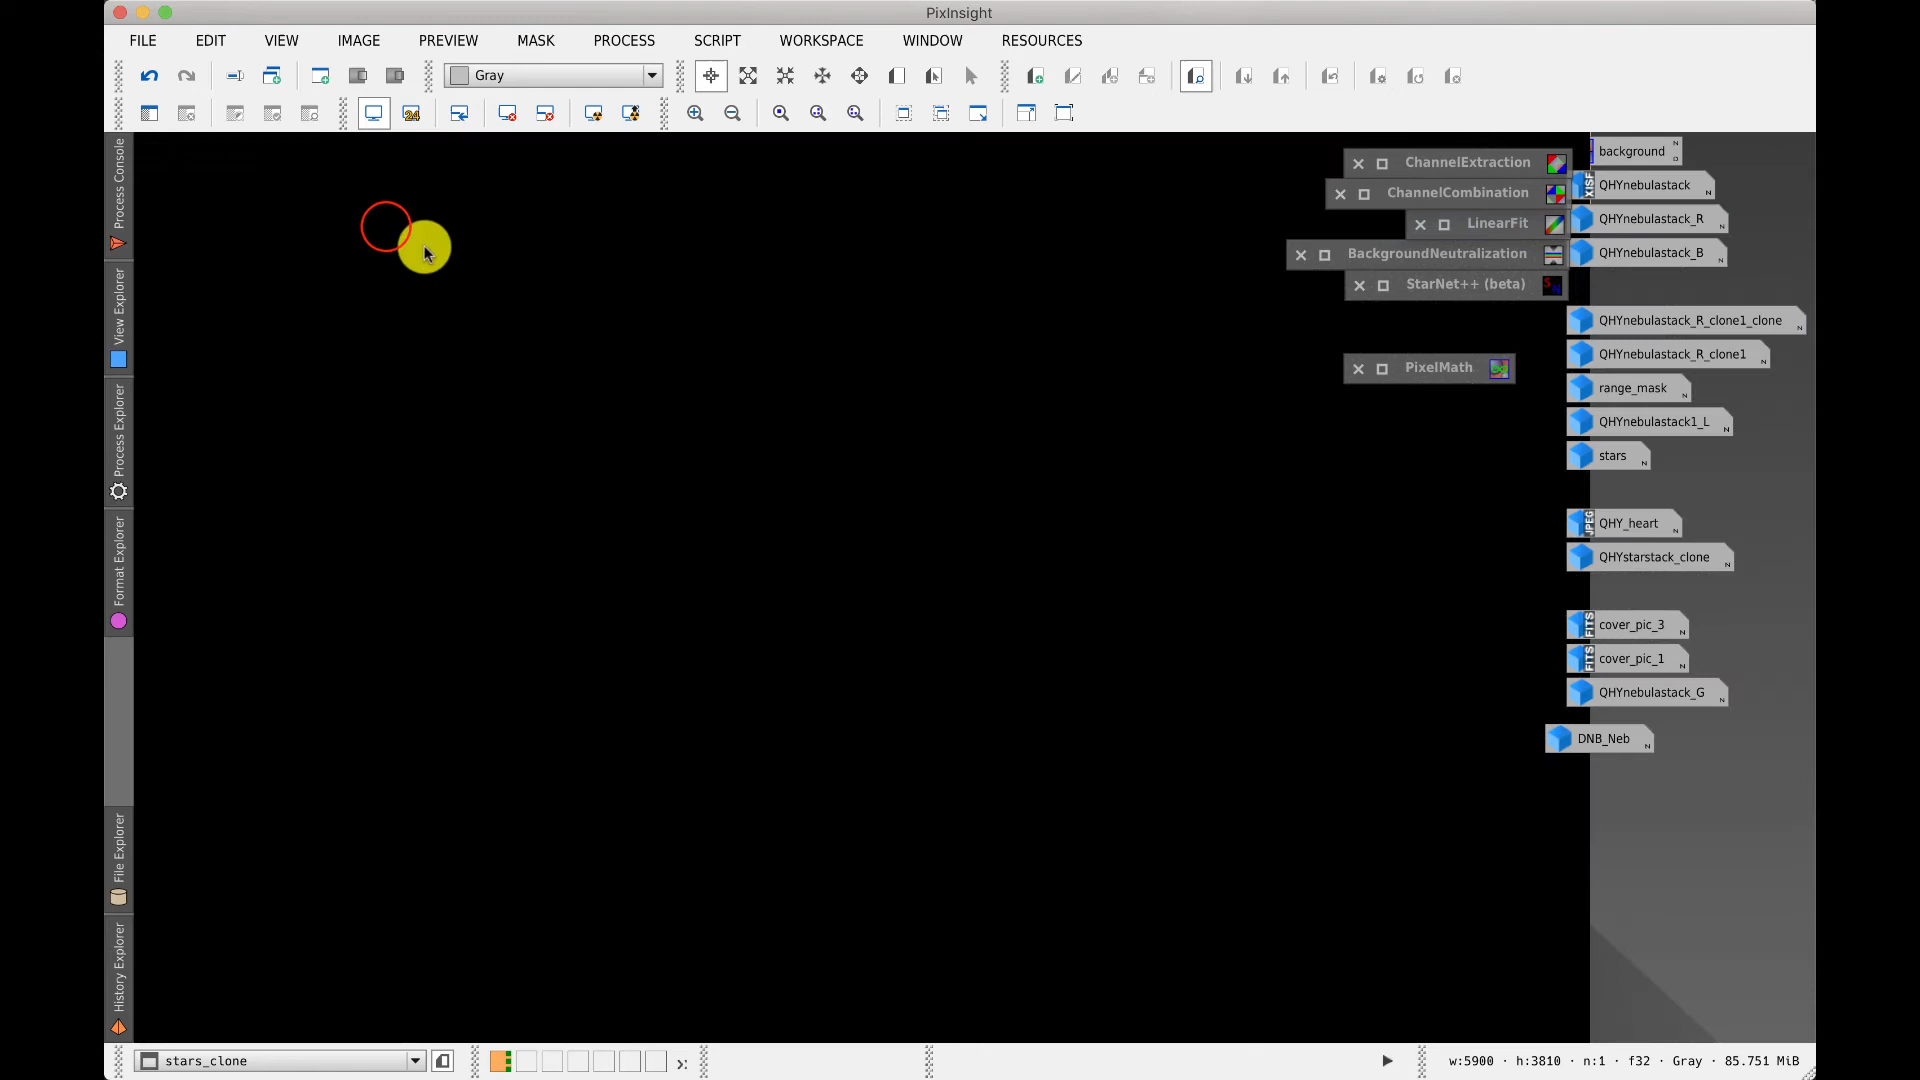 PixInsight
FILE EDIT VIEW IMAGE PREVIEW MASK PROCESS SCRIPT WORKSPACE WINDOW RESOURCES
Gray
24
Process Console
View Explorer
Process Explorer
Format Explorer
File Explorer
History Explorer
ChannelExtraction
ChannelCombination
LinearFit
BackgroundNeutralization
StarNet++ (beta)
PixelMath
background
QHYnebulastack
QHYnebulastack_R
QHYnebulastack_B
QHYnebulastack_R_clone1_clone
QHYnebulastack_R_clone1
range_mask
QHYnebulastack1_L
stars
QHY_heart
QHYstarstack_clone
cover_pic_3
cover_pic_1
QHYnebulastack_G
DNB_Neb
XISF
JPEG
FITS
FITS
stars_clone
w:5900 · h:3810 · n:1 · f32 · Gray · 85.751 MiB